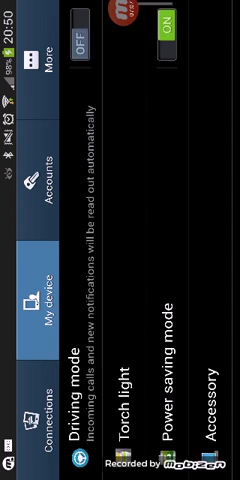 98% 20:50
Connections
My device
Accounts
More
Driving mode
OFF
Incoming calls and new notifications will be read out automatically
Torch light
Power saving mode
ON
Accessory
Recorded by mobizen